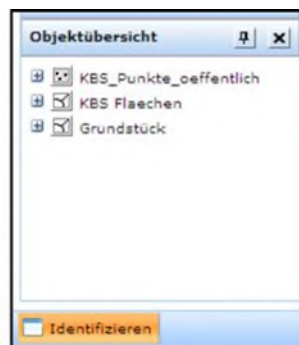 Objektübersicht
KBS_Punkte_oeffentlich
KBS Flaechen
Grundstück
Identifizieren